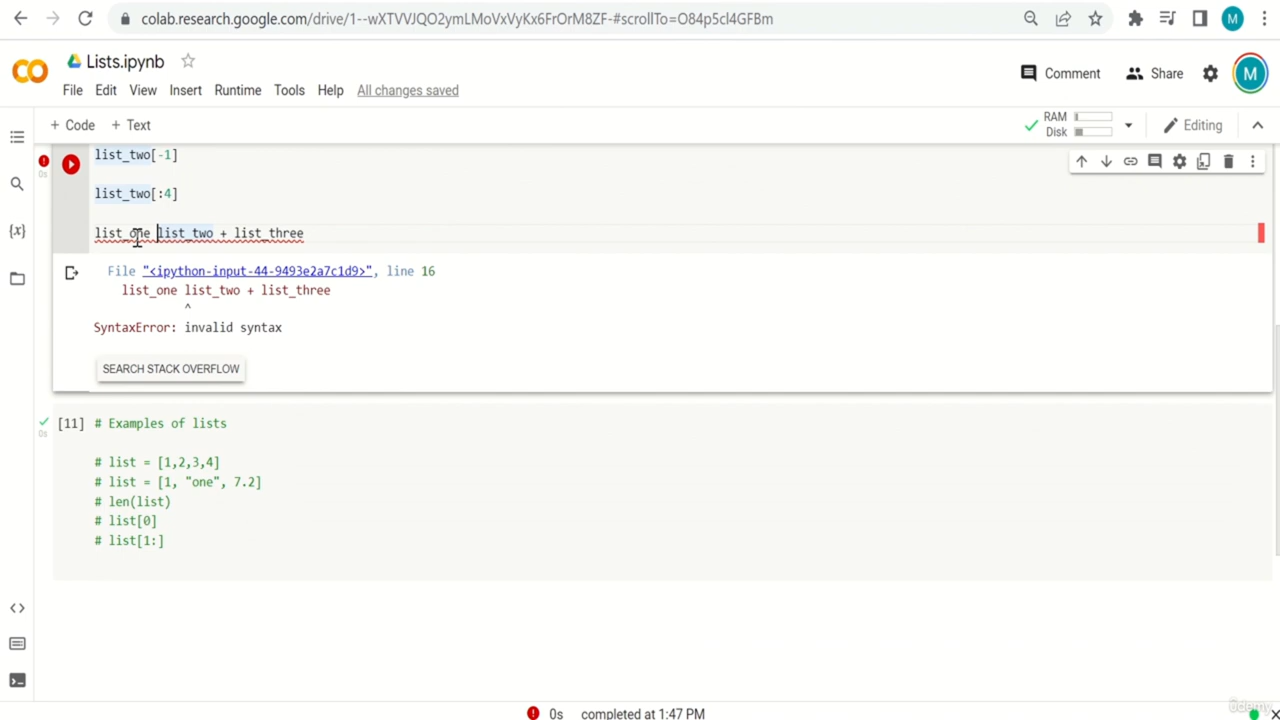 colab.research.google.com/drive/1--wXTVVJQO2ymLMoVxVyKx6FrOrM8ZF-#scrollTo=O84p5cl4GFBm
M
Lists.ipynb
Comment
Share
M
File Edit View Insert Runtime Tools Help All changes saved
+ Code + Text
RAM
Disk
Editing
list_two[-1]
0s
list_two[:4]
{x}
list_one list_two + list_three
File "<ipython-input-44-9493e2a7c1d9>", line 16
list_one list_two + list_three
^
SyntaxError: invalid syntax
SEARCH STACK OVERFLOW
[11] # Examples of lists
0s
# list = [1,2,3,4]
# list = [1, "one", 7.2]
# len(list)
# list[0]
# list[1:]
0s completed at 1:47 PM
udemy